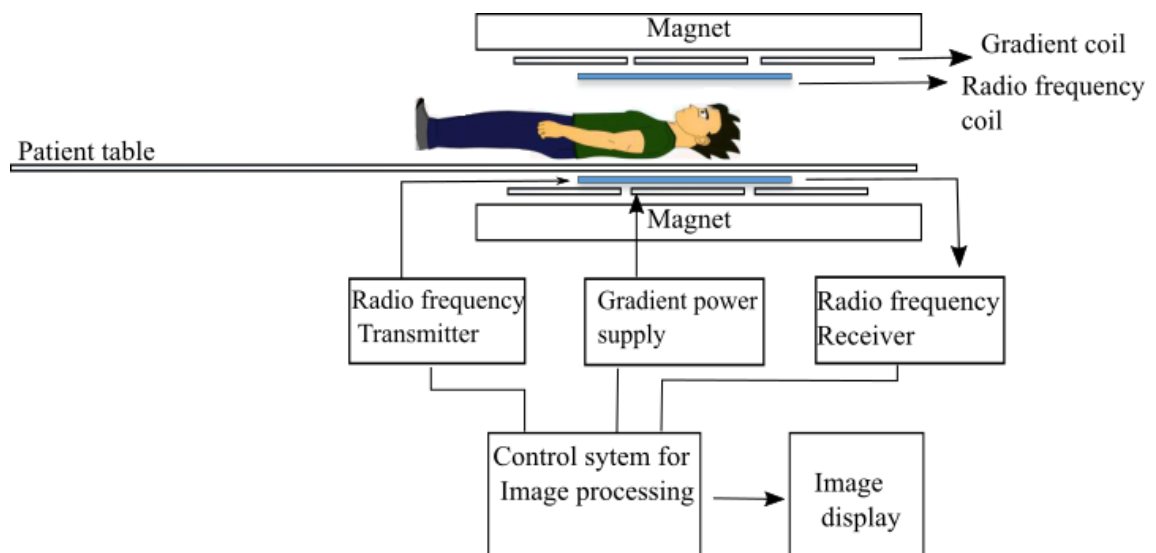 Magnet
Gradient coil
Radio frequency
coil
Patient table
Magnet
Radio frequency
Transmitter
Gradient power
supply
Radio frequency
Receiver
Control sytem for
Image processing
Image
display